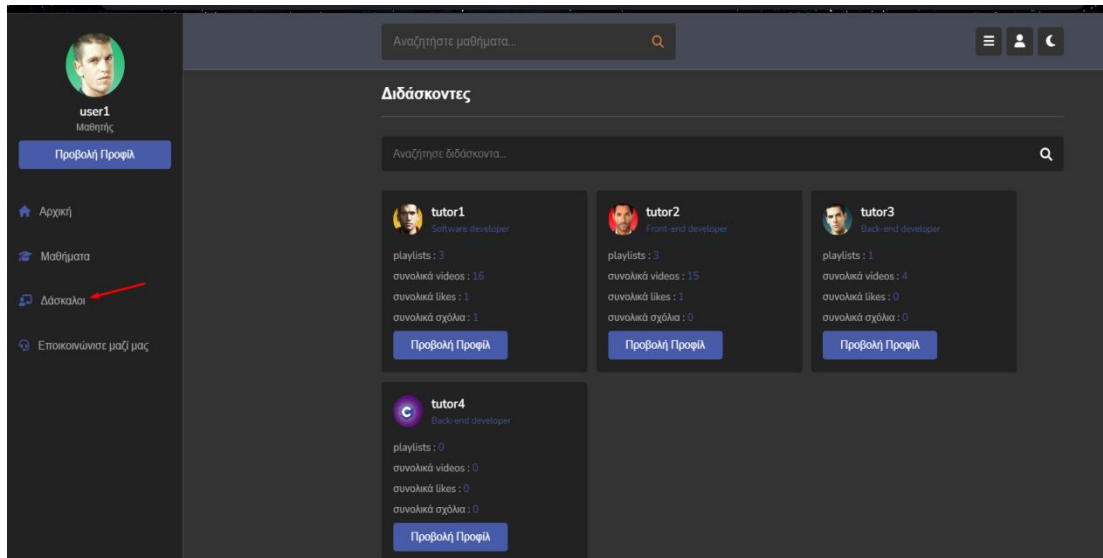 Αναζητήστε μαθήματα...
user1
Μαθητής
Προβολή Προφίλ
Αρχική
Μαθήματα
Δάσκαλοι
Εποικοινώνισε μαζί μας
Διδάσκοντες
Αναζήτησε διδάσκοντα...
tutor1
Software developer
playlists : 3
συνολικά videos : 16
συνολικά likes : 1
συνολικά σχόλια : 1
Προβολή Προφίλ
tutor2
Front-end developer
playlists : 3
συνολικά videos : 15
συνολικά likes : 1
συνολικά σχόλια : 0
Προβολή Προφίλ
tutor3
Back-end developer
playlists : 1
συνολικά videos : 4
συνολικά likes : 0
συνολικά σχόλια : 0
Προβολή Προφίλ
C
tutor4
Back-end developer
playlists : 0
συνολικά videos : 0
συνολικά likes : 0
συνολικά σχόλια : 0
Προβολή Προφίλ